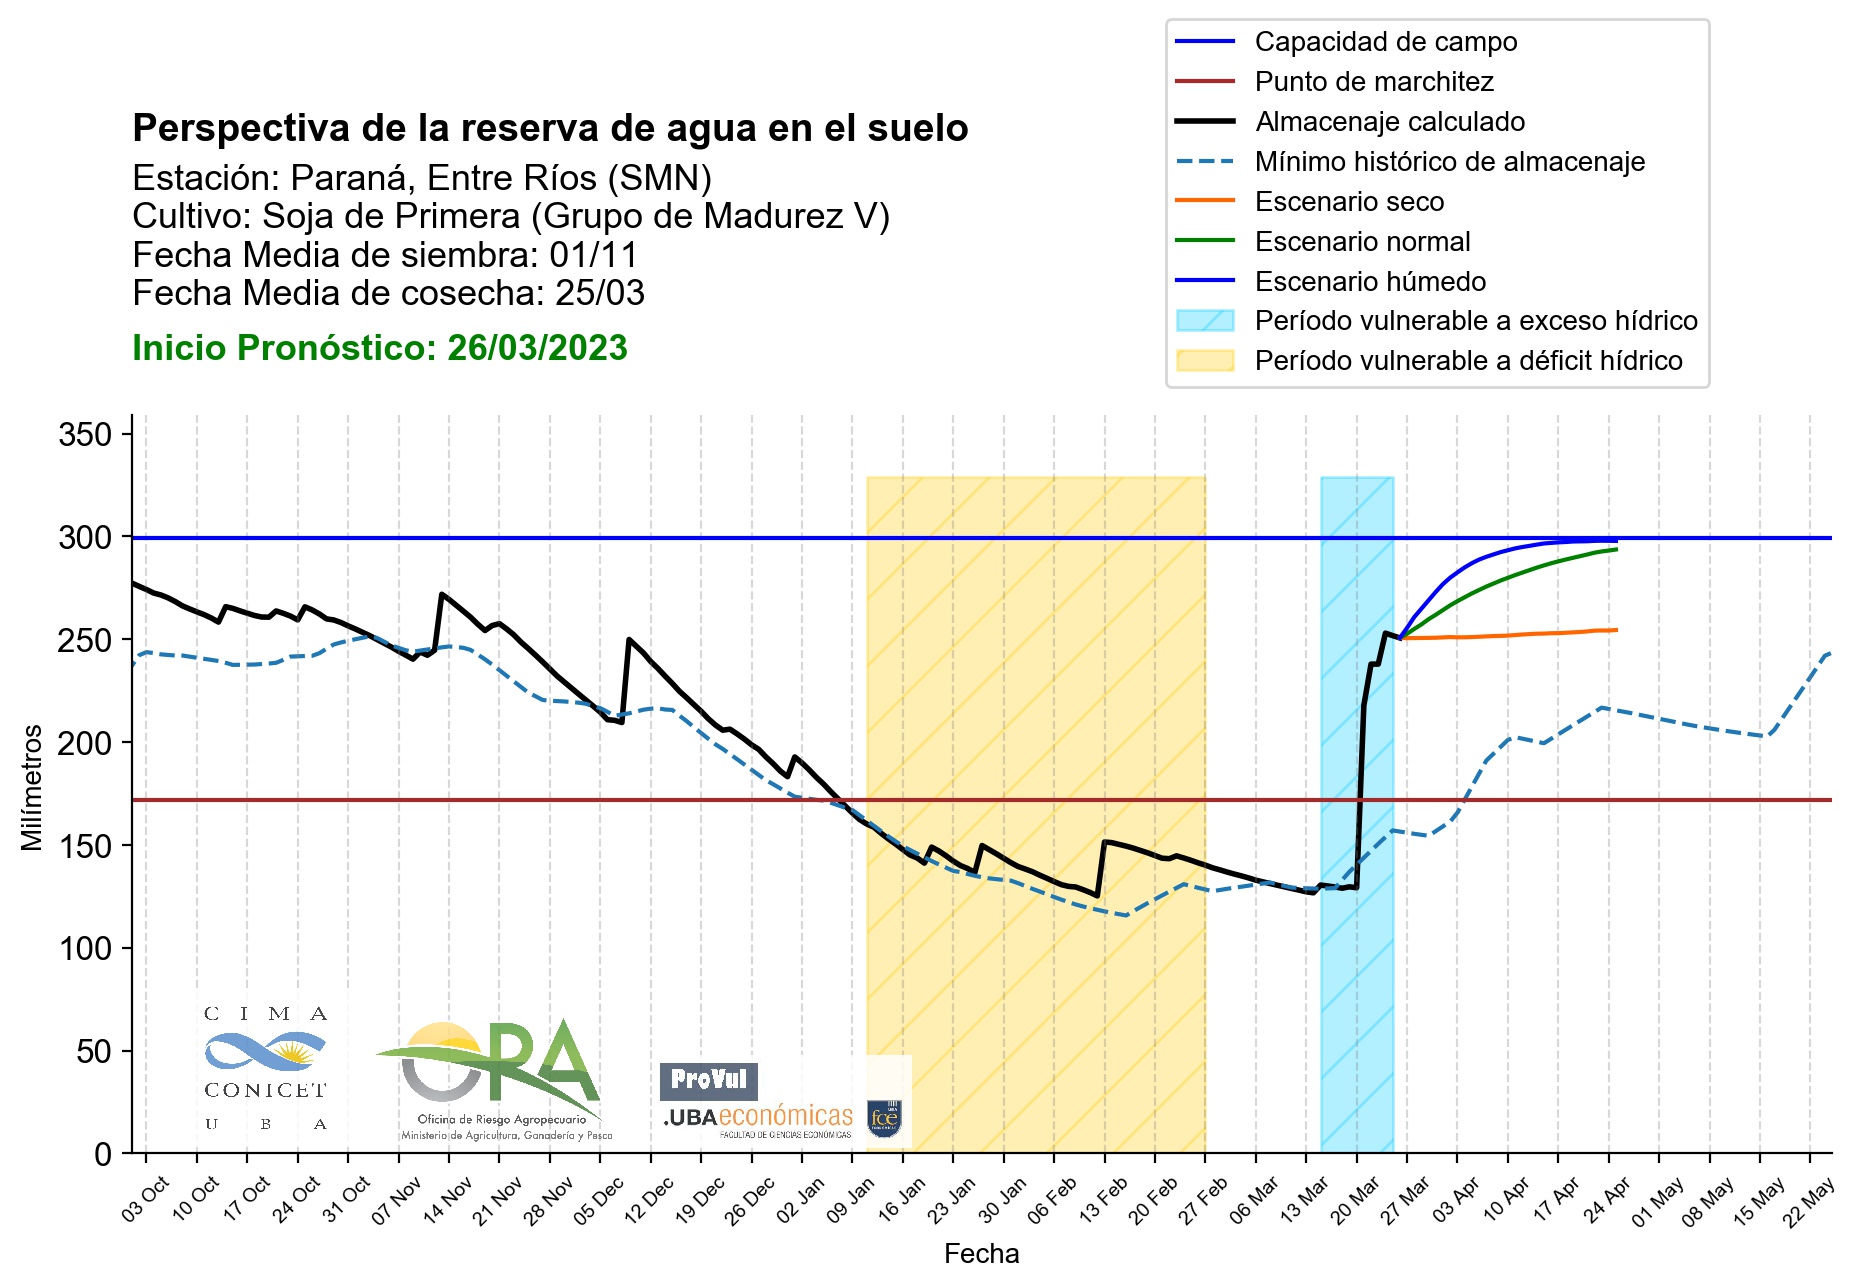 Capacidad de campo
Punto de marchitez
Almacenaje calculado
Mínimo histórico de almacenaje
Escenario seco
Escenario normal
Escenario húmedo
Período vulnerable a exceso hídrico
Período vulnerable a déficit hídrico
Perspectiva de la reserva de agua en el suelo
Estación: Paraná, Entre Ríos (SMN)
Cultivo: Soja de Primera (Grupo de Madurez V)
Fecha Media de siembra: 01/11
Fecha Media de cosecha: 25/03
Inicio Pronóstico: 26/03/2023
350
300
250
200
150
100
50
0
Milímetros
CIMA
CONICET
UBA
ORA
Oficina de Riesgo Agropecuario
Ministerio de Agricultura, Ganadería y Pesca
ProVul
.UBAeconómicas
FACULTAD DE CIENCIAS ECONÓMICAS
UBA
fce
ECONÓMICAS
03 Oct
10 Oct
17 Oct
24 Oct
31 Oct
07 Nov
14 Nov
21 Nov
28 Nov
05 Dec
12 Dec
19 Dec
26 Dec
02 Jan
09 Jan
16 Jan
23 Jan
30 Jan
06 Feb
13 Feb
20 Feb
27 Feb
06 Mar
13 Mar
20 Mar
27 Mar
03 Apr
10 Apr
17 Apr
24 Apr
01 May
08 May
15 May
22 May
Fecha